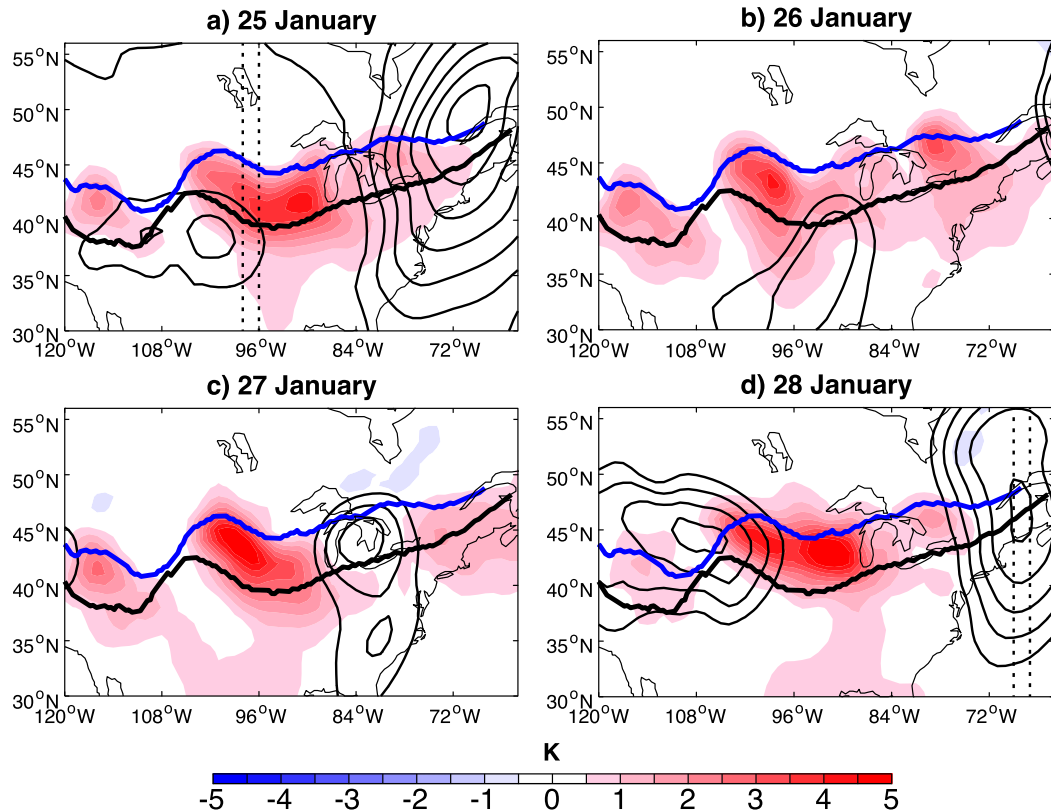 a) 25 January
b) 26 January
55°N
50°N
45°N
40°N
35°N
30°N
120°W 108°W 96°W 84°W 72°W
55°N
50°N
45°N
40°N
35°N
30°N
120°W 108°W 96°W 84°W 72°W
c) 27 January
d) 28 January
55°N
50°N
45°N
40°N
35°N
30°N
120°W 108°W 96°W 84°W 72°W
55°N
50°N
45°N
40°N
35°N
30°N
120°W 108°W 96°W 84°W 72°W
K
-5 -4 -3 -2 -1 0 1 2 3 4 5